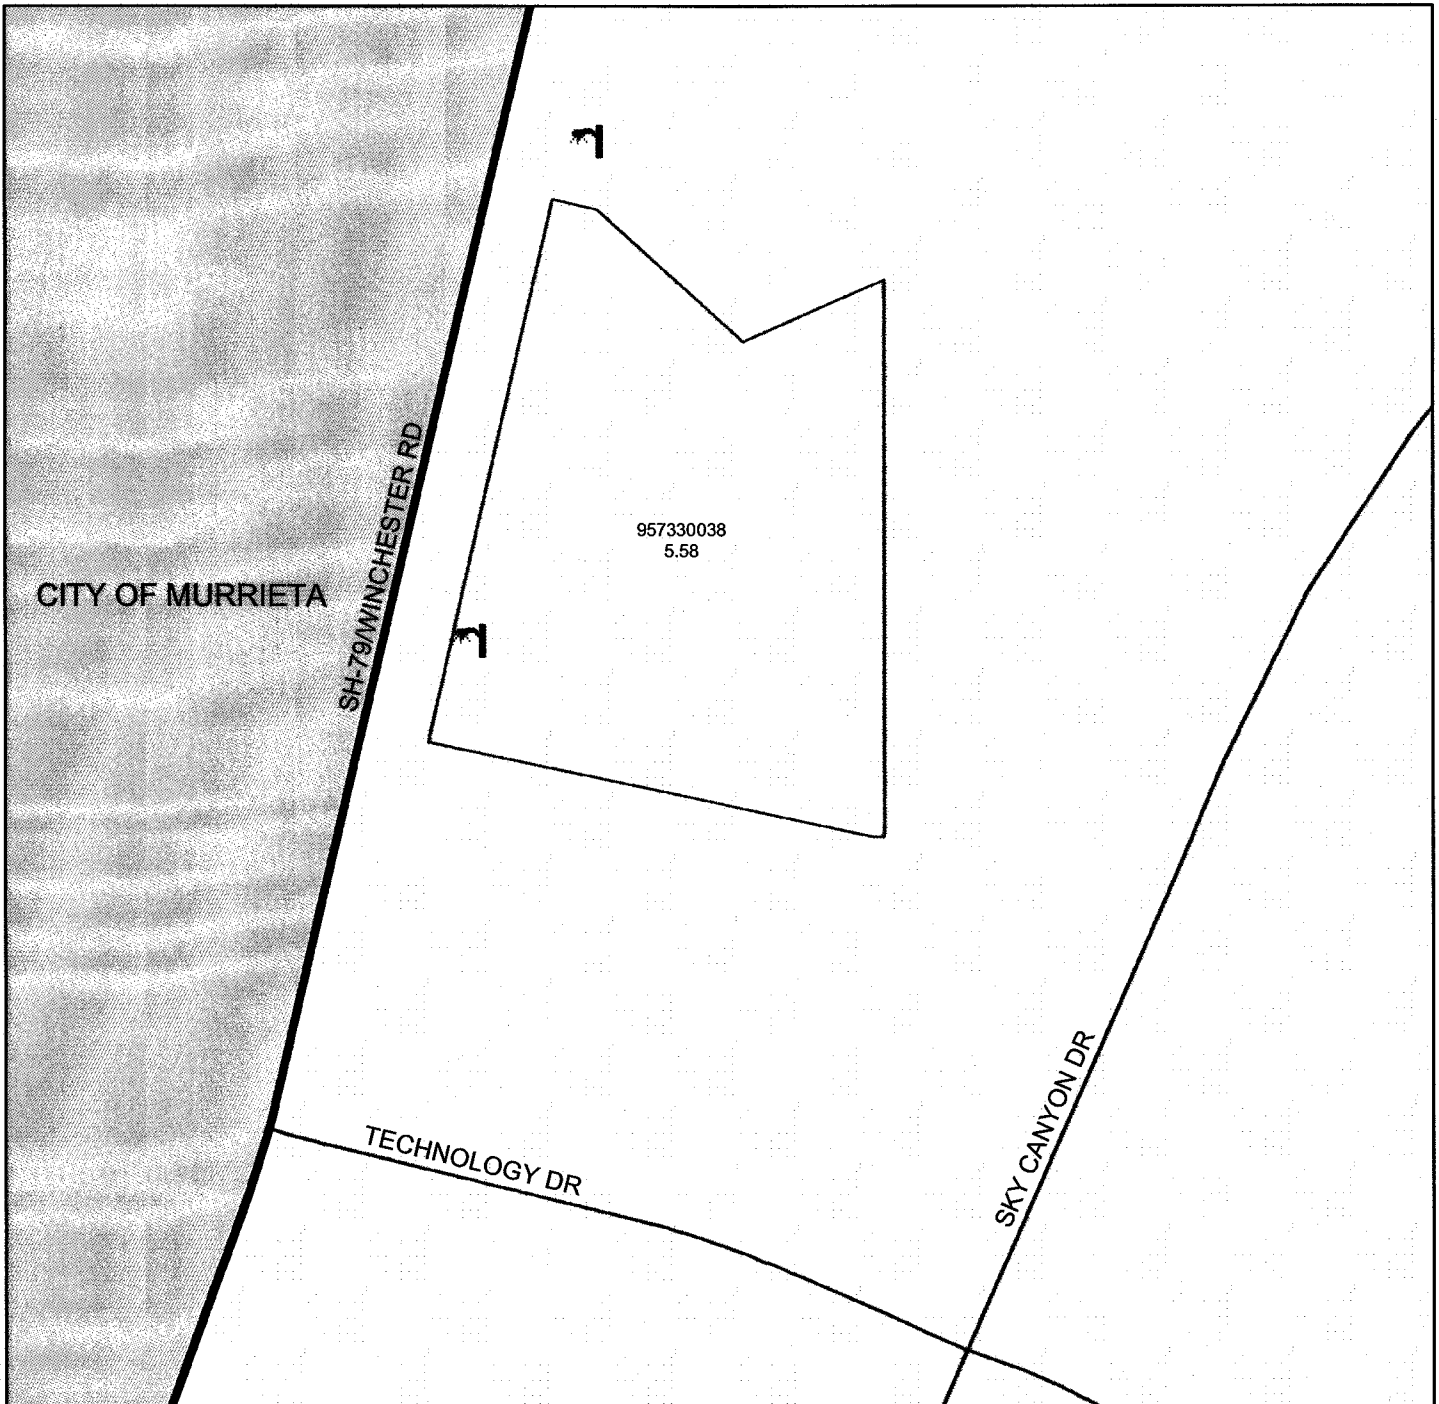 SH-79/WINCHESTER RD
957330038
5.58
CITY OF MURRIETA
SKY CANYON DR
TECHNOLOGY DR